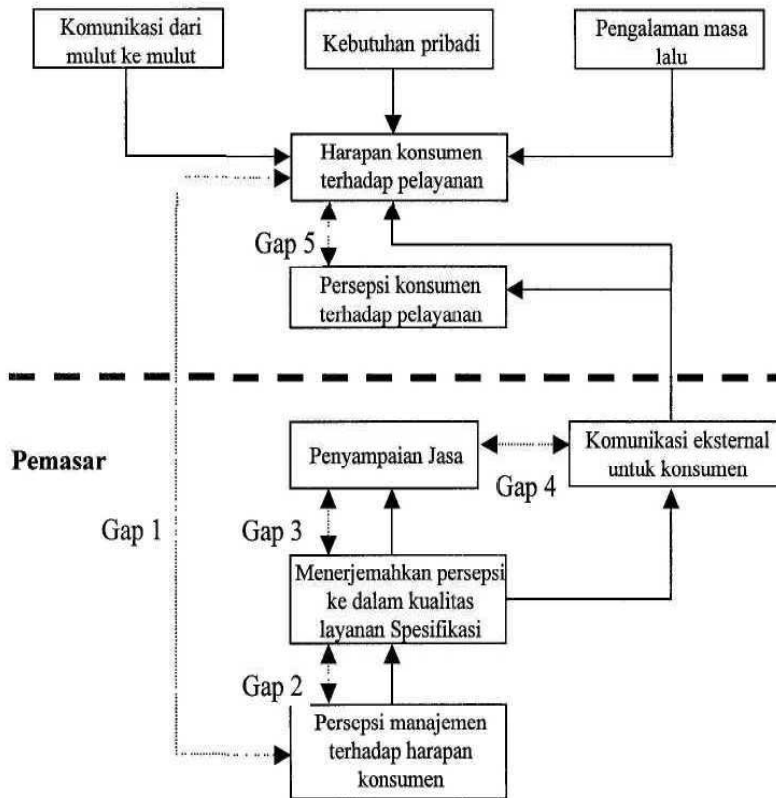 Komunikasi dari
mulut ke mulut
Kebutuhan pribadi
Pengalaman masa
lalu
Harapan konsumen
terhadap pelayanan
Gap 5
Persepsi konsumen
terhadap pelayanan
Pemasar
Penyampaian Jasa
Komunikasi eksternal
untuk konsumen
Gap 4
Gap 1
Gap 3
Menerjemahkan persepsi
ke dalam kualitas
layanan Spesifikasi
Gap 2
Persepsi manajemen
terhadap harapan
konsumen